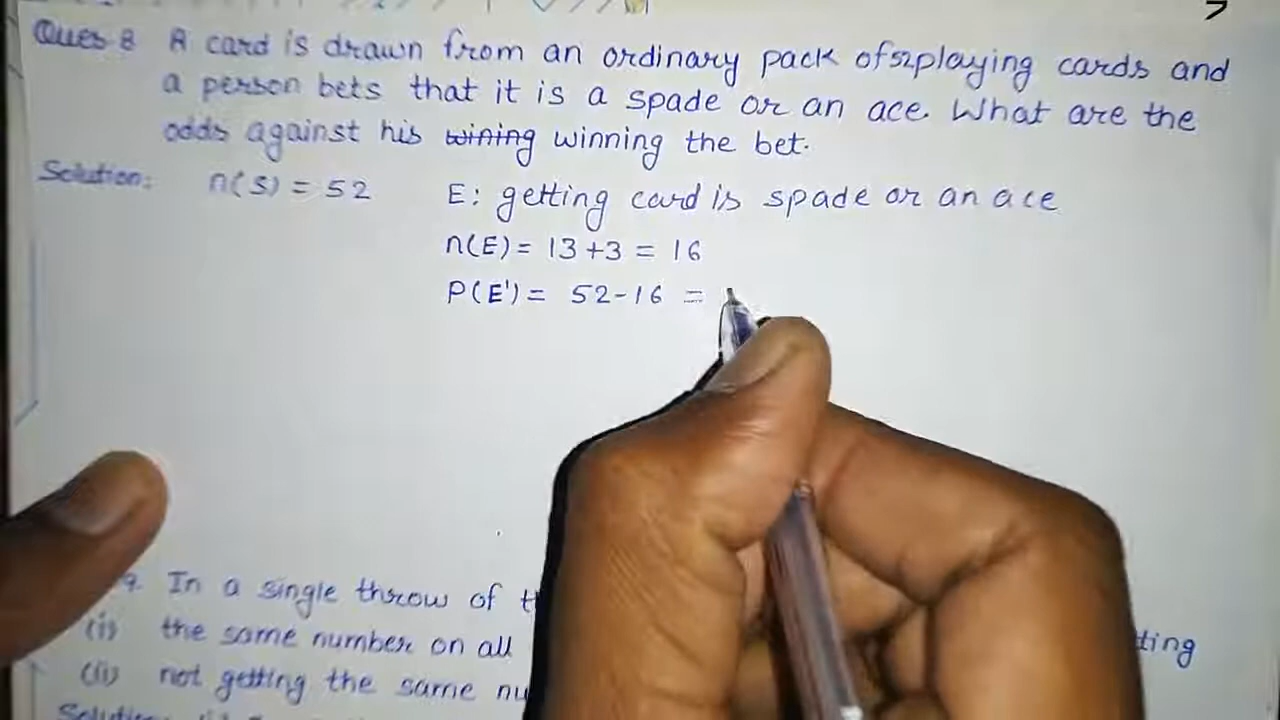 Ques 8 A card is drawn from an ordinary pack of 52 playing cards and
a person bets that it is a spade or an ace. What are the
odds against his wining winning the bet.
Solution: n(S) = 52 E: getting card is spade or an ace
n(E) = 13 +3 = 16
P(E') = 52-16 =
9. In a single throw of
(i) the same number on all
(ii) not getting the same